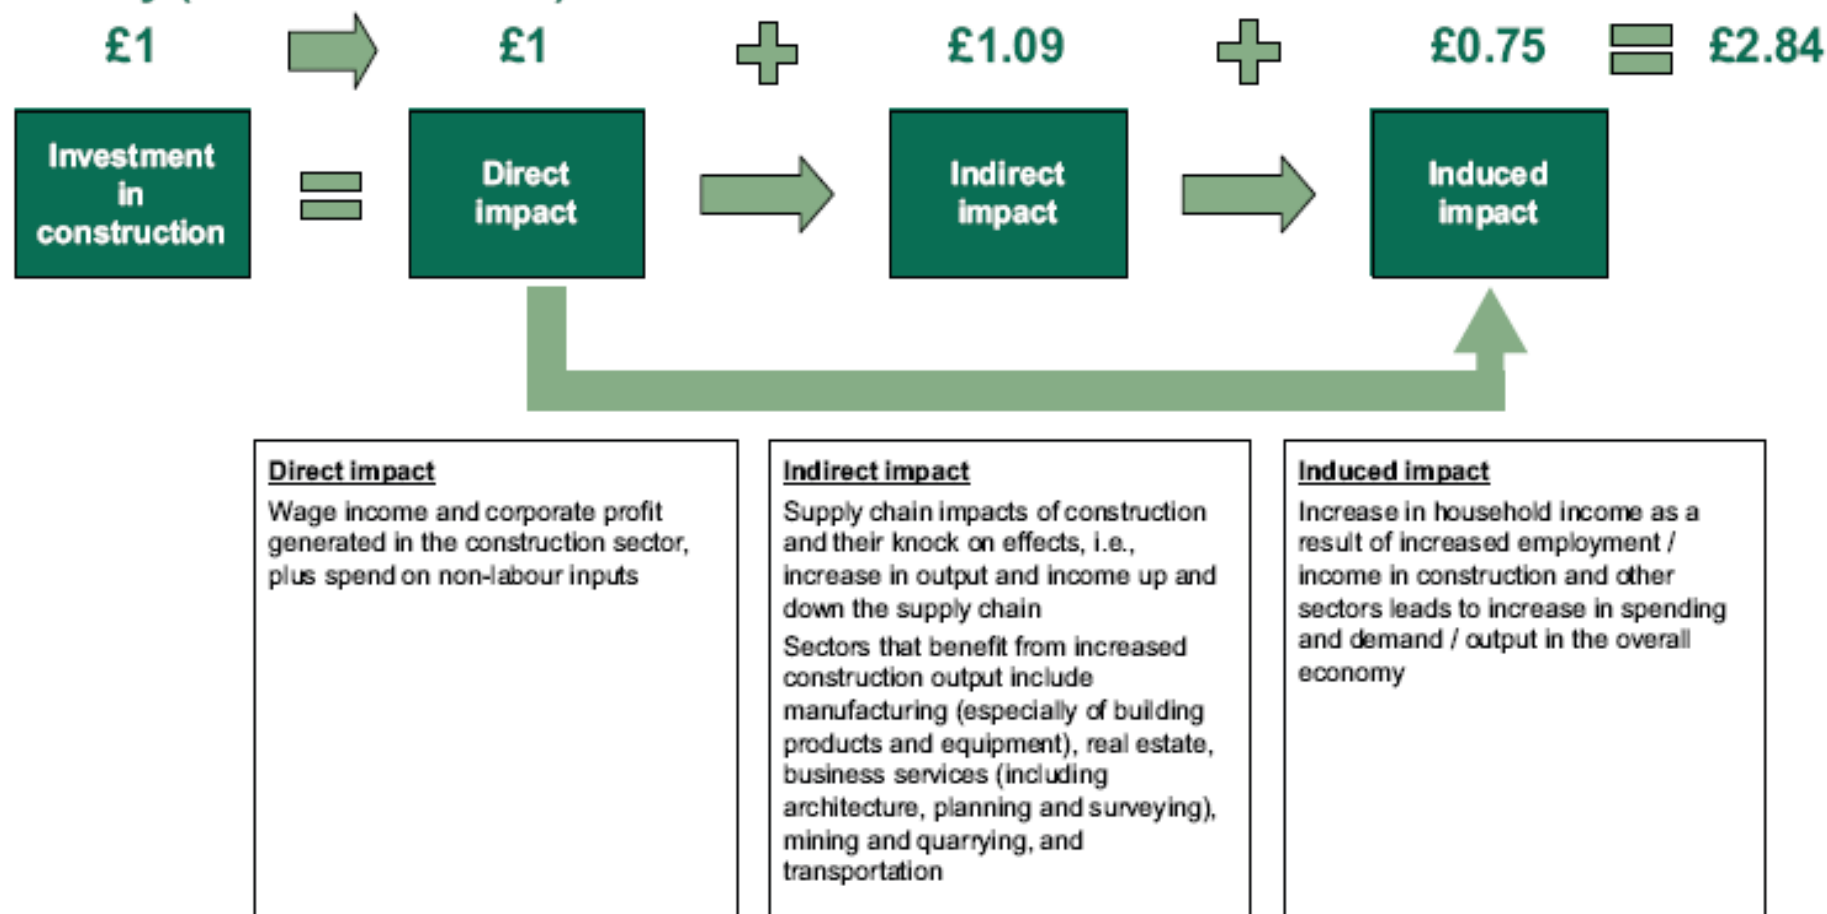 £1 £1 £1.09 £0.75 £2.84
Investment
in
construction
Direct
impact
Indirect
impact
Induced
impact
Direct impact
Wage income and corporate profit
generated in the construction sector,
plus spend on non-labour inputs
Indirect impact
Supply chain impacts of construction
and their knock on effects, i.e.,
increase in output and income up and
down the supply chain
Sectors that benefit from increased
construction output include
manufacturing (especially of building
products and equipment), real estate,
business services (including
architecture, planning and surveying),
mining and quarrying, and
transportation
Induced impact
Increase in household income as a
result of increased employment /
income in construction and other
sectors leads to increase in spending
and demand / output in the overall
economy